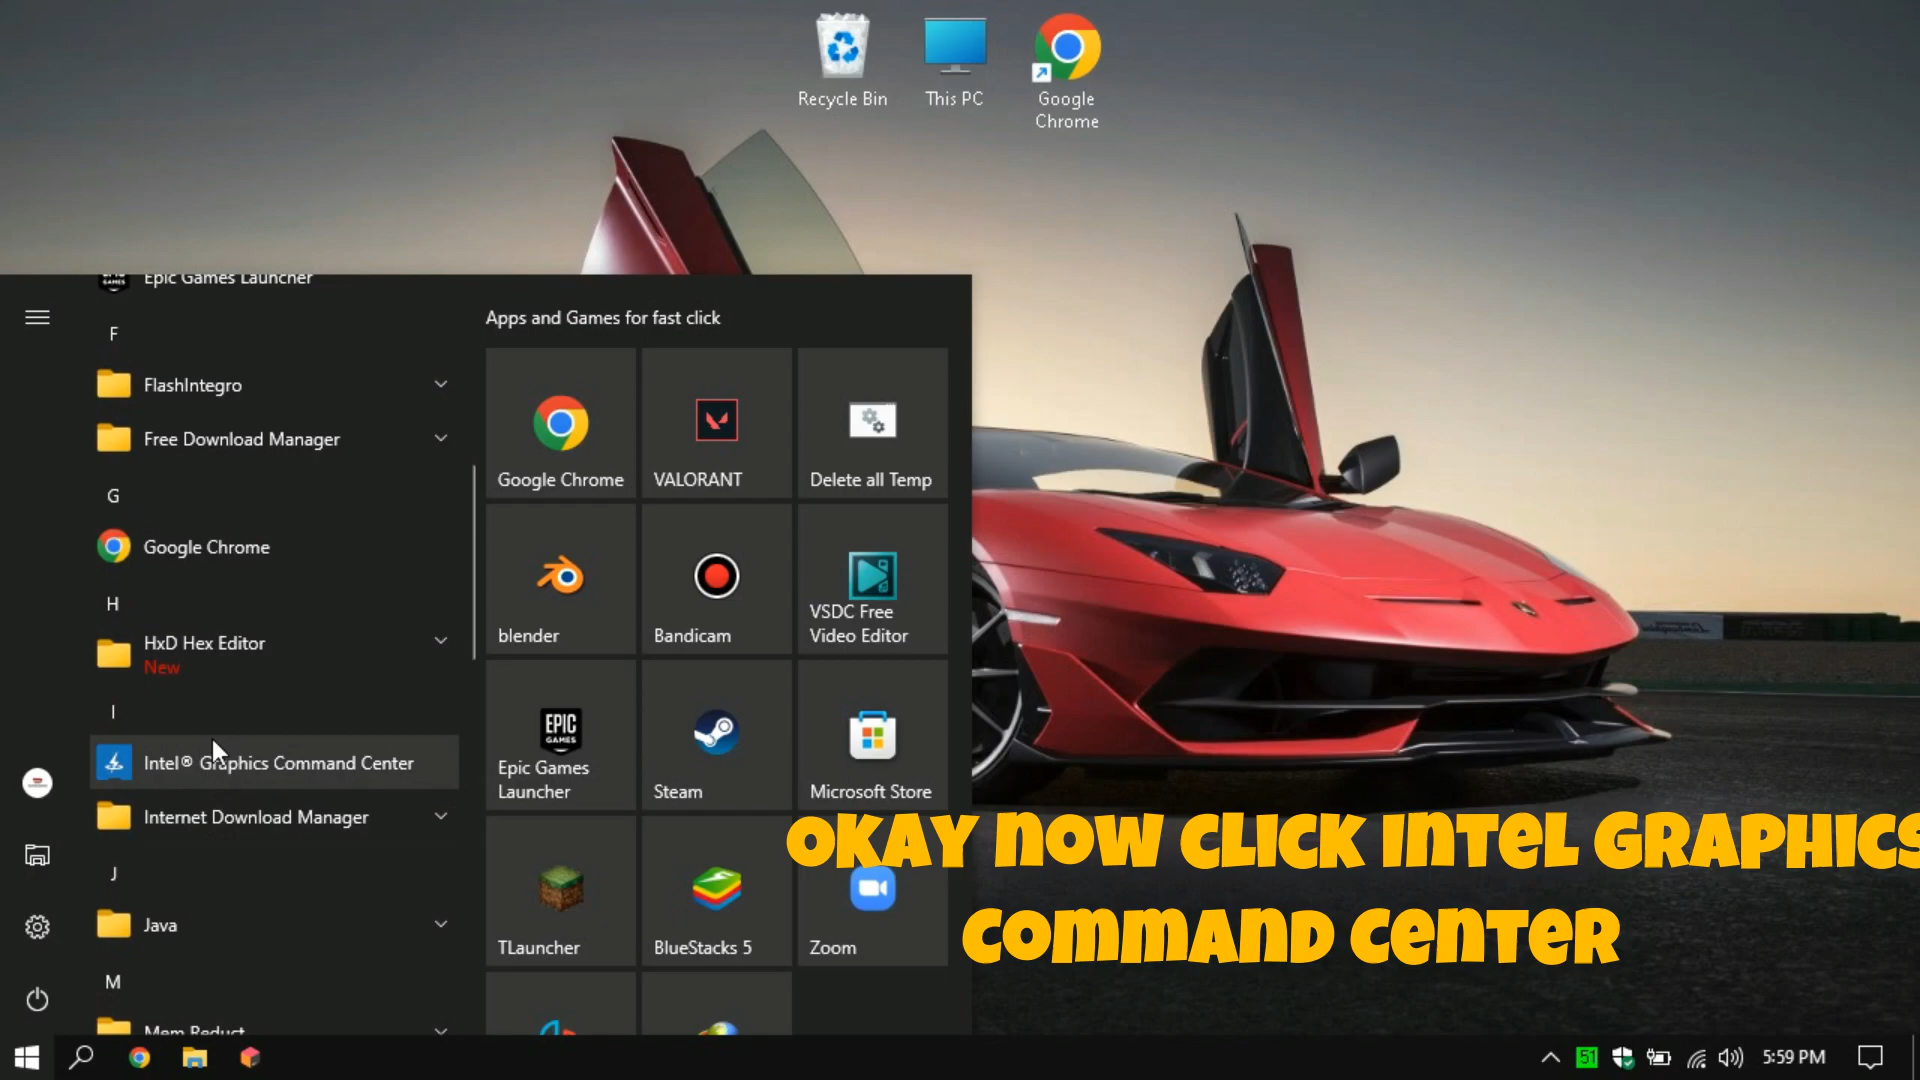 Recycle Bin
This PC
Google
Chrome
Epic Games Launcher
F
FlashIntegro
Free Download Manager
G
Google Chrome
H
HxD Hex Editor
New
I
Intel® Graphics Command Center
Internet Download Manager
J
Java
M
Mem Reduct
Apps and Games for fast click
Google Chrome
VALORANT
Delete all Temp
blender
Bandicam
VSDC Free
Video Editor
EPIC
GAMES
Epic Games
Launcher
Steam
Microsoft Store
TLauncher
BlueStacks 5
Zoom
OKAY NOW CLICK INTEL GRAPHICS
COMMAND CENTER
51
5:59 PM